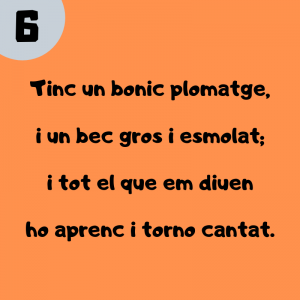 6
Tinc un bonic plomatge,
i un bec gros i esmolat;
i tot el que em diuen
ho aprenc i torno cantat.